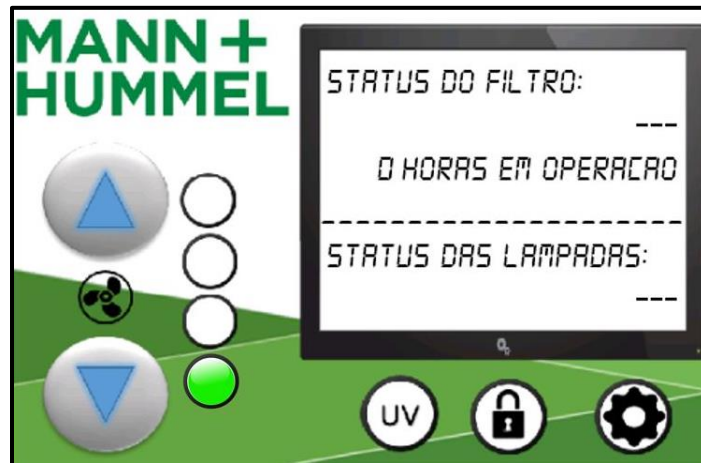 MANN+
HUMMEL
STATUS DO FILTRO:
---
0 HORAS EM OPERACAO
--------------------
STATUS DAS LAMPADAS:
---
UV